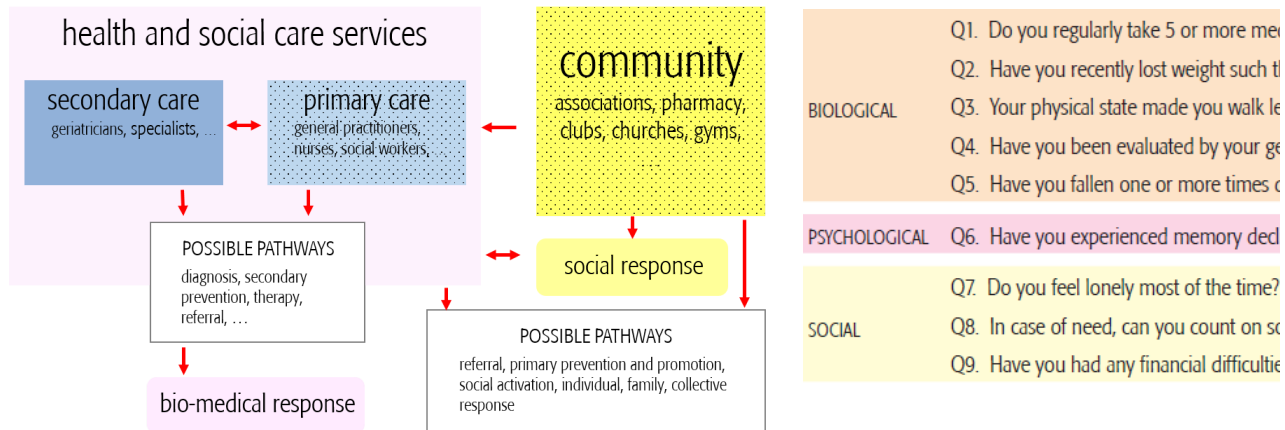 health and social care services
secondary care
geriatricians, specialists, ...
primary care
general practitioners,
nurses, social workers,
community
associations, pharmacy,
clubs, churches, gyms,
...
POSSIBLE PATHWAYS
diagnosis, secondary
prevention, therapy,
referral, ...
bio-medical response
social response
POSSIBLE PATHWAYS
referral, primary prevention and promotion,
social activation, individual, family, collective
response
BIOLOGICAL
Q1. Do you regularly take 5 or more
Q2. Have you recently lost weight such
Q3. Your physical state made you walk
Q4. Have you been evaluated by your
Q5. Have you fallen one or more times
PSYCHOLOGICAL
Q6. Have you experienced memory
SOCIAL
Q7. Do you feel lonely most of the time?
Q8. In case of need, can you count on
Q9. Have you had any financial